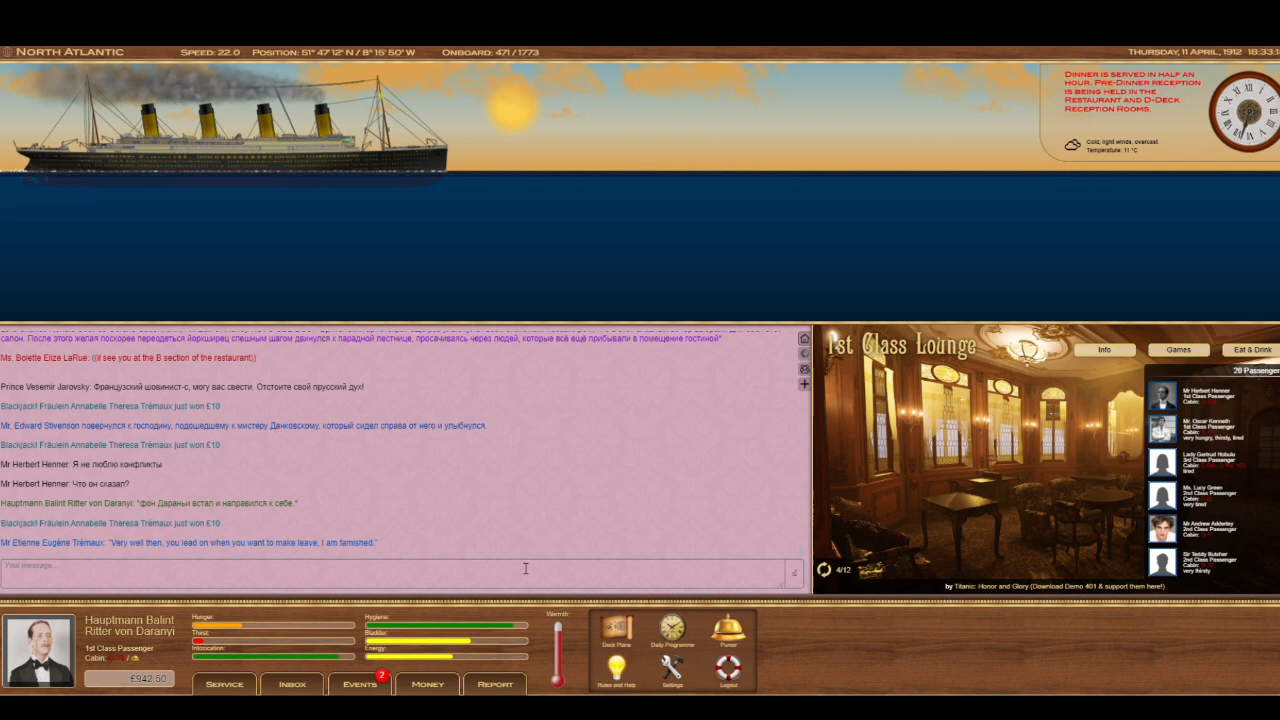 NORTH ATLANTIC
SPEED: 22.0 POSITION: 51° 47' 12" N / 8° 15' 50" W ONBOARD: 471 / 1773
THURSDAY, 11 APRIL, 1912 18:33:1
DINNER IS SERVED IN HALF AN
HOUR. PRE-DINNER RECEPTION
IS BEING HELD IN THE
RESTAURANT AND D-DECK
RECEPTION ROOMS.
Cold, light winds, overcast
Temperature: 11 °C
салон. После этого желая поскорее переодеться йоркширец спешным шагом двинулся к парадной лестнице, просачиваясь через людей, которые всё ещё прибывали в помещение гостиной"
Ms. Bolette Elize LaRue: ((il see you at the B section of the restaurant))
Prince Vesemir Jarovsky: Французский шовинист-с, могу вас свести. Отстоите свой прусский дух!
Blackjack! Fräulein Annabelle Theresa Trèmaux just won £10
Mr. Edward Stivenson повернулся к господину, подошедшему к мистеру Данковскому, который сидел справа от него и улыбнулся.
Blackjack! Fräulein Annabelle Theresa Trèmaux just won £10
Mr Herbert Henner: Я не люблю конфликты
Mr Herbert Henner: Что он сказал?
Hauptmann Balint Ritter von Daranyi: "фон Дараньи встал и направился к себе."
Blackjack! Fräulein Annabelle Theresa Trèmaux just won £10
Mr Etienne Eugène Trèmaux: "Very well then, you lead on when you want to make leave, I am famished."
Your message...
1st Class Lounge
Info
Games
Eat & Drink
20 Passenger
Mr Herbert Henner
1st Class Passenger
Cabin:
Mr. Oscar Kenneth
1st Class Passenger
Cabin:
very hungry, thirsty, tired
Lady Gertrud Hobulu
3rd Class Passenger
Cabin:
tired
Ms. Lucy Green
2nd Class Passenger
Cabin:
very tired
Mr Andrew Adderley
2nd Class Passenger
Cabin:
Sir Teddy Butcher
2nd Class Passenger
Cabin:
very thirsty
4/12
by Titanic: Honor and Glory (Download Demo 401 & support them here!)
Hauptmann Balint
Ritter von Daranyi
1st Class Passenger
Cabin:
£942.50
Hunger:
Thirst:
Intoxication:
Hygiene:
Bladder:
Energy:
Warmth:
SERVICE
INBOX
EVENTS
2
MONEY
REPORT
Deck Plans
Daily Programme
Purser
Rules and Help
Settings
Logout